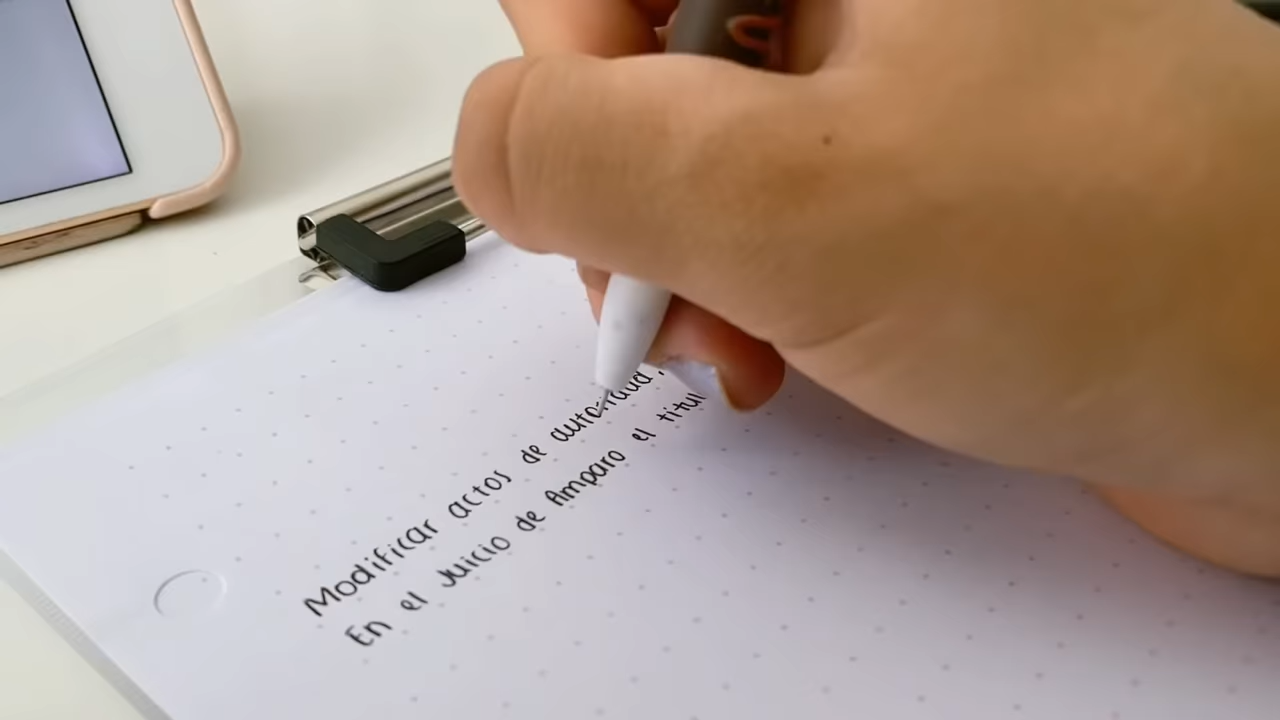 Modificar actos de autoridad,
En el Juicio de Amparo el titul